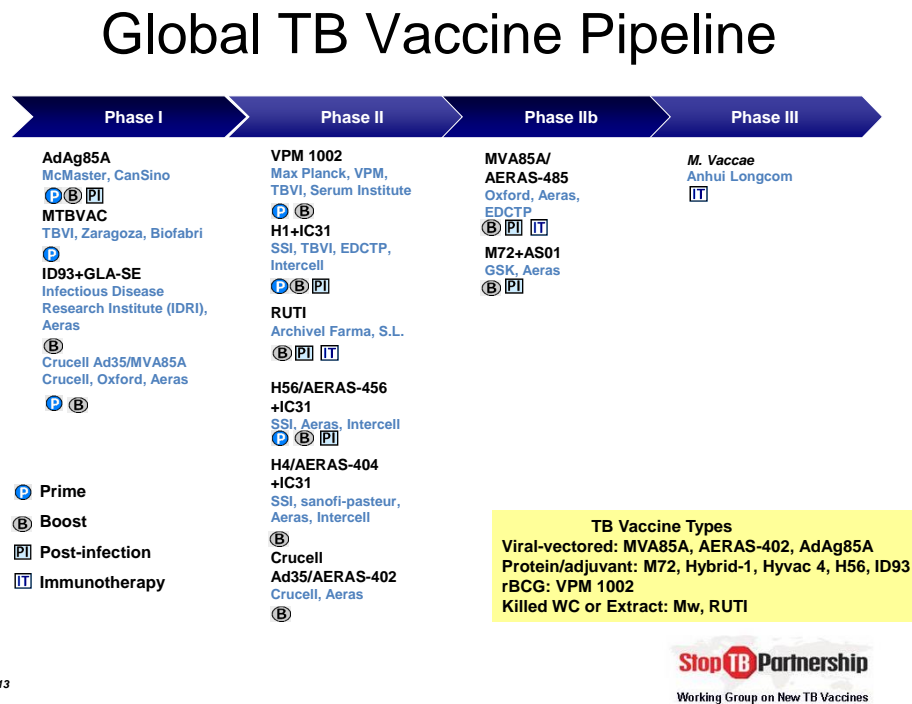 Global TB Vaccine Pipeline
Phase I
Phase II
Phase IIb
Phase III
AdAg85A
McMaster, CanSino
P B PI
MTBVAC
TBVI, Zaragoza, Biofabri
P
ID93+GLA-SE
Infectious Disease
Research Institute (IDRI),
Aeras
B
Crucell Ad35/MVA85A
Crucell, Oxford, Aeras
P B
VPM 1002
Max Planck, VPM,
TBVI, Serum Institute
P B
H1+IC31
SSI, TBVI, EDCTP,
Intercell
P B PI
RUTI
Archivel Farma, S.L.
B PI IT
H56/AERAS-456
+IC31
SSI, Aeras, Intercell
P B PI
H4/AERAS-404
+IC31
SSI, sanofi-pasteur,
Aeras, Intercell
B
Crucell
Ad35/AERAS-402
Crucell, Aeras
B
MVA85A/
AERAS-485
Oxford, Aeras,
EDCTP
B PI IT
M72+AS01
GSK, Aeras
B PI
M. Vaccae
Anhui Longcom
IT
P Prime
B Boost
PI Post-infection
IT Immunotherapy
TB Vaccine Types
Viral-vectored: MVA85A, AERAS-402, AdAg85A
Protein/adjuvant: M72, Hybrid-1, Hyvac 4, H56, ID93
rBCG: VPM 1002
Killed WC or Extract: Mw, RUTI
Stop TB Partnership
Working Group on New TB Vaccines
13